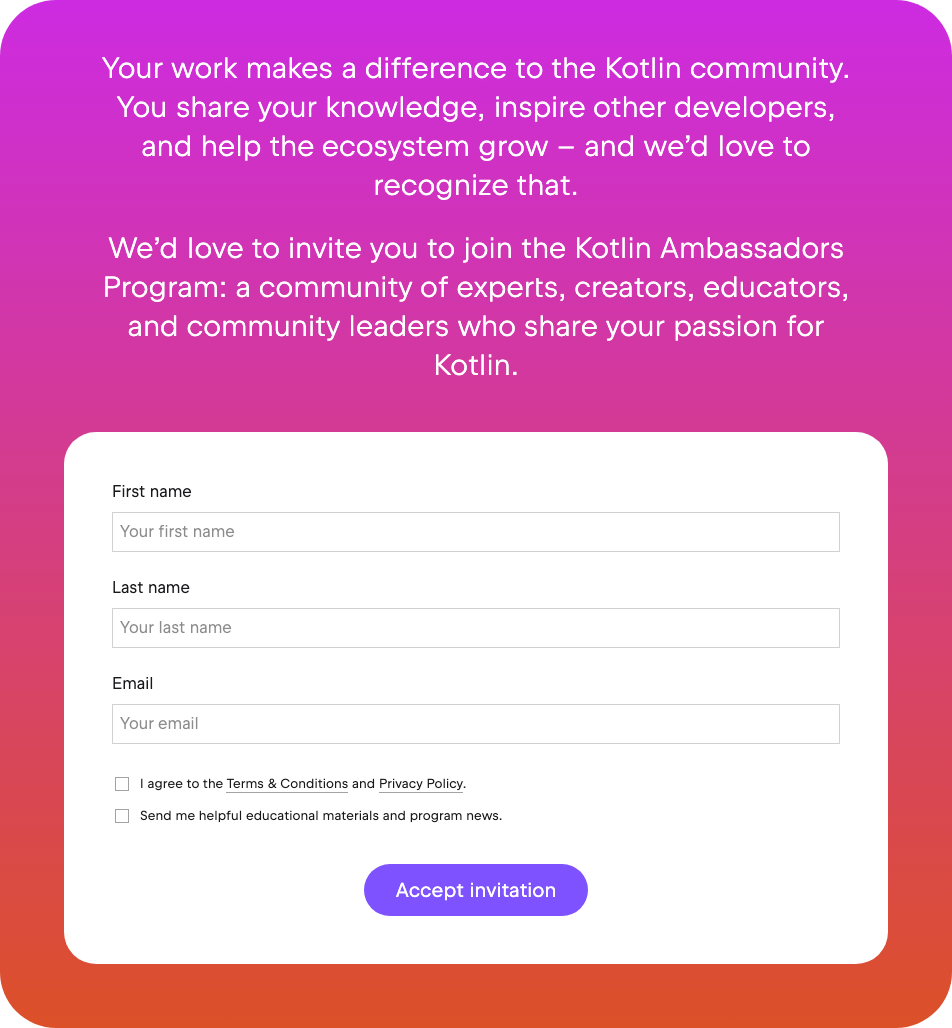 Your work makes a difference to the Kotlin community.
You share your knowledge, inspire other developers,
and help the ecosystem grow – and we’d love to
recognize that.
We’d love to invite you to join the Kotlin Ambassadors
Program: a community of experts, creators, educators,
and community leaders who share your passion for
Kotlin.
First name
Your first name
Last name
Your last name
Email
Your email
I agree to the Terms & Conditions and Privacy Policy.
Send me helpful educational materials and program news.
Accept invitation